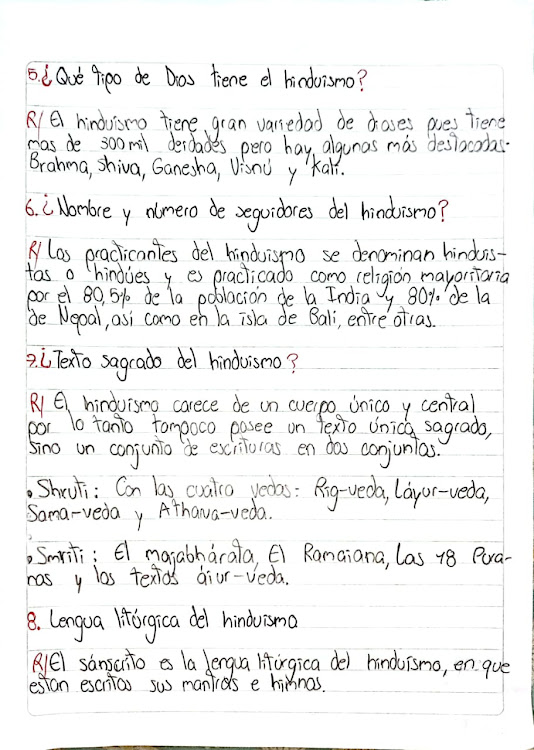 5.¿Qué tipo de Dios tiene el hinduismo?
R/ El hinduismo tiene gran variedad de dioses pues tiene
mas de 300 mil deidades pero hay algunas más destacadas.
Brahma, Shiva, Ganesha, Visnú y Kali.
6.¿Nombre y número de seguidores del hinduismo?
R/ Los practicantes del hinduismo se denominan hinduis-
tas o hindúes y es practicado como religión mayoritaria
por el 80,5% de la población de la India y 80% de la
de Nepal, así como en la isla de Bali, entre otras.
7.¿Texto sagrado del hinduismo?
R/ El hinduismo carece de un cuerpo único y central
por lo tanto tampoco posee un texto único sagrado,
sino un conjunto de escrituras en dos conjuntos.
• Shruti: Con las cuatro vedas: Rig-veda, Láyur-veda,
Sama-veda y Atharva-veda.
• Smriti: El majabhárata, El Ramaiana, Las 18 Pura-
nas y los textos áiur-veda.
8. Lengua litúrgica del hinduismo
R/El sánscrito es la lengua litúrgica del hinduísmo, en que
estan escritos sus mantras e himnos.